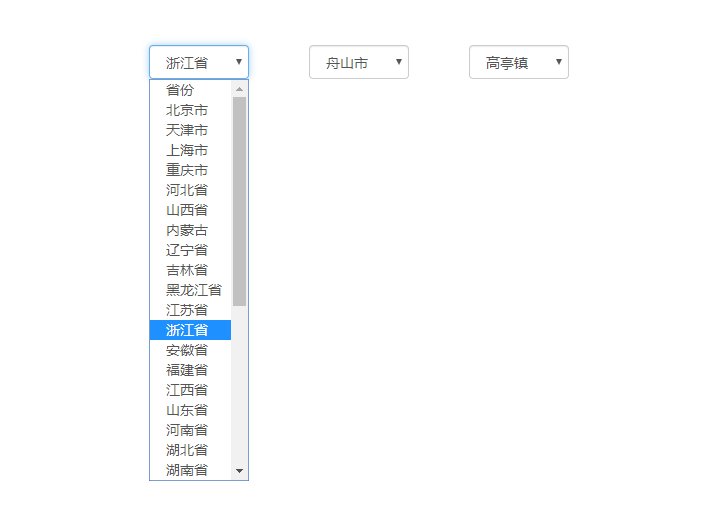 浙江省 舟山市 高亭镇
省份
北京市
天津市
上海市
重庆市
河北省
山西省
内蒙古
辽宁省
吉林省
黑龙江省
江苏省
浙江省
安徽省
福建省
江西省
山东省
河南省
湖北省
湖南省